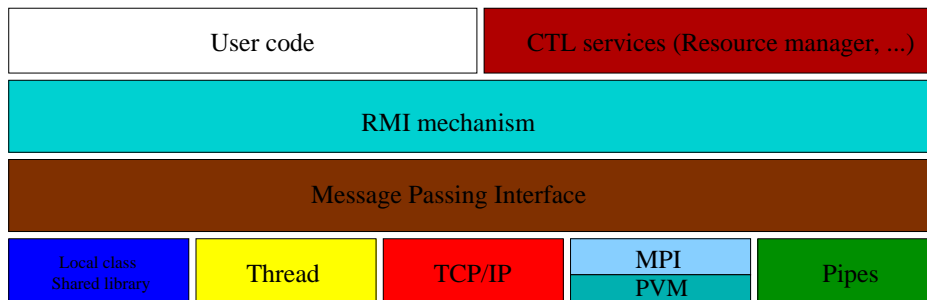 User code
CTL services (Resource manager, ...)
RMI mechanism
Message Passing Interface
Local class
Shared library
Thread
TCP/IP
MPI
PVM
Pipes